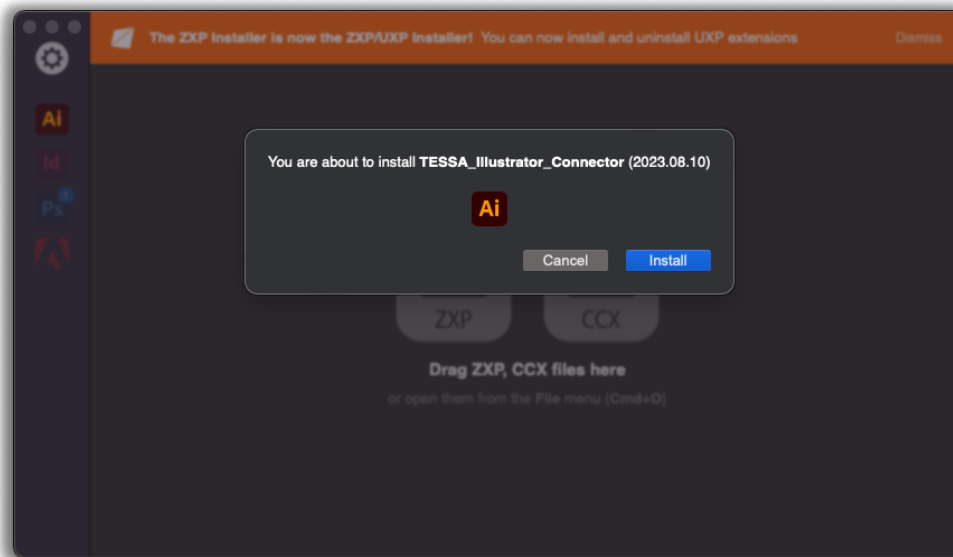 The ZXP Installer is now the ZXP/UXP Installer! You can now install and uninstall UXP extensions
Dismiss
Ai
Id
Ps
1
You are about to install TESSA_Illustrator_Connector (2023.08.10)
Ai
Cancel
Install
ZXP
CCX
Drag ZXP, CCX files here
or open them from the File menu (Cmd+O)